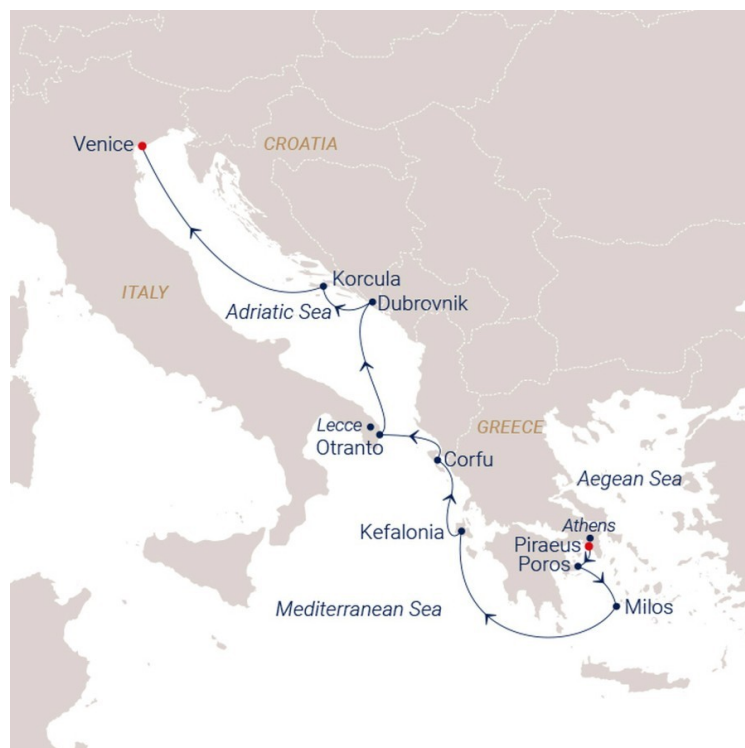 Venice
CROATIA
Korcula
ITALY
Dubrovnik
Adriatic Sea
Lecce
Otranto
GREECE
Corfu
Aegean Sea
Athens
Kefalonia
Piraeus
Poros
Mediterranean Sea
Milos